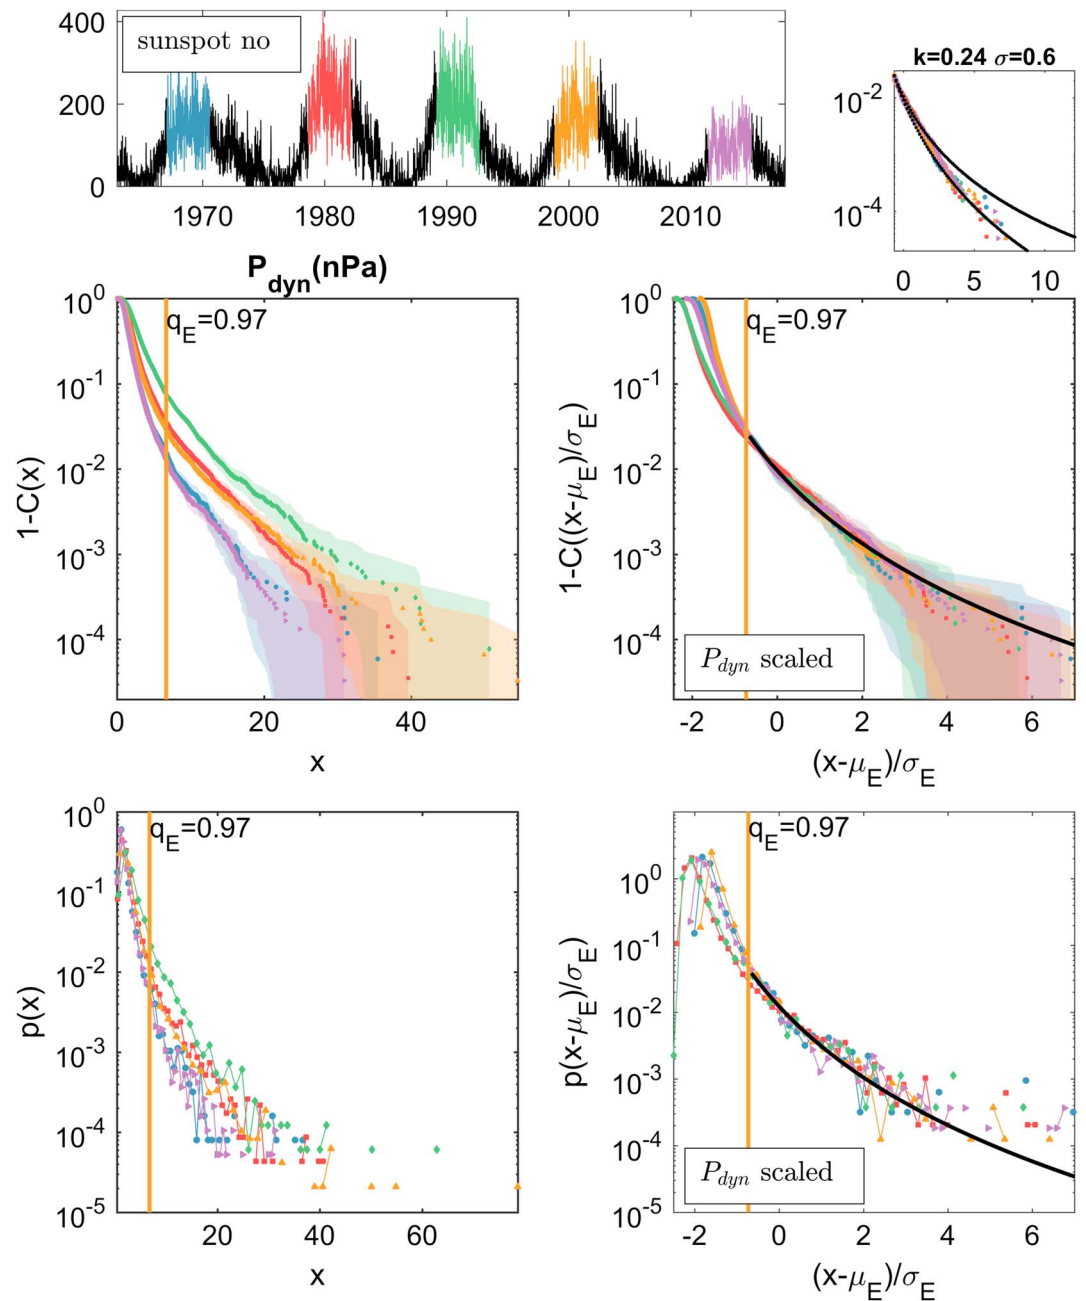 400
200
0
sunspot no
1970 1980 1990 2000 2010
k=0.24 σ=0.6
10^-2
10^-4
0 5 10
P_dyn(nPa)
10^0
10^-1
10^-2
10^-3
10^-4
1-C(x)
q_E=0.97
0 20 40
x
10^0
10^-1
10^-2
10^-3
10^-4
1-C((x-μ_E)/σ_E)
q_E=0.97
P_dyn scaled
-2 0 2 4 6
(x-μ_E)/σ_E
10^0
10^-1
10^-2
10^-3
10^-4
10^-5
p(x)
q_E=0.97
20 40 60
x
10^0
10^-1
10^-2
10^-3
10^-4
10^-5
p(x-μ_E)/σ_E)
q_E=0.97
P_dyn scaled
-2 0 2 4 6
(x-μ_E)/σ_E